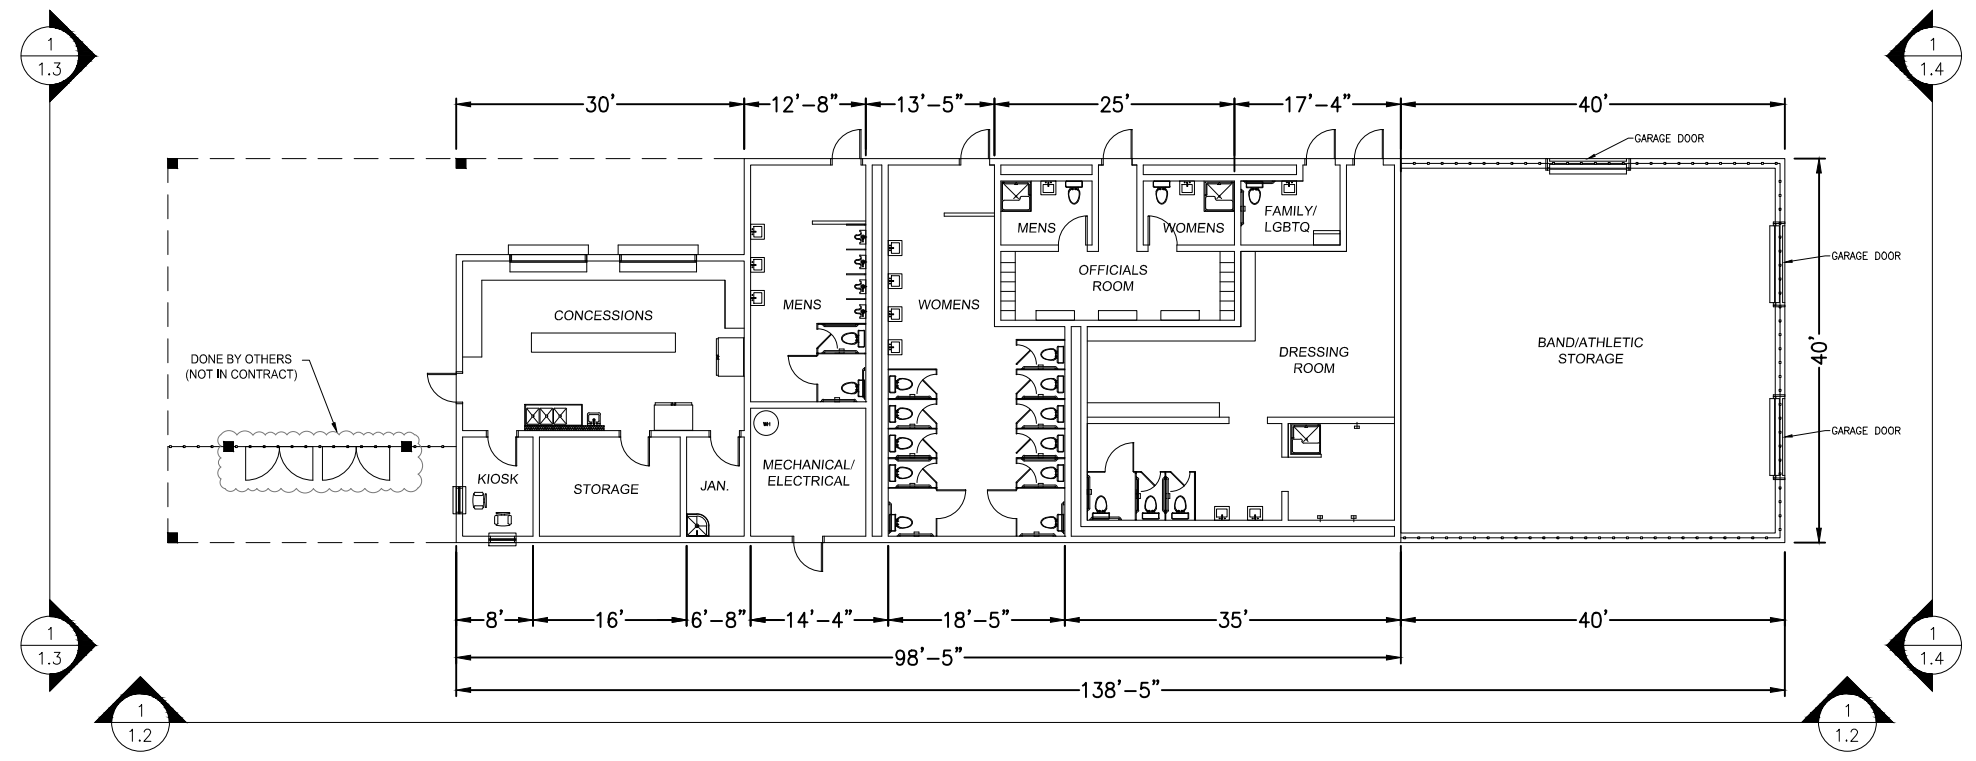 1
1.3
1
1.4
30'
12'-8"
13'-5"
25'
17'-4"
40'
GARAGE DOOR
MENS
WOMENS
FAMILY/
LGBTQ
GARAGE DOOR
OFFICIALS
ROOM
CONCESSIONS
MENS
WOMENS
DRESSING
ROOM
BAND/ATHLETIC
STORAGE
40'
DONE BY OTHERS
(NOT IN CONTRACT)
WH
GARAGE DOOR
KIOSK
STORAGE
JAN.
MECHANICAL/
ELECTRICAL
8'
16'
6'-8"
14'-4"
18'-5"
35'
40'
1
1.3
1
1.4
98'-5"
138'-5"
1
1.2
1
1.2